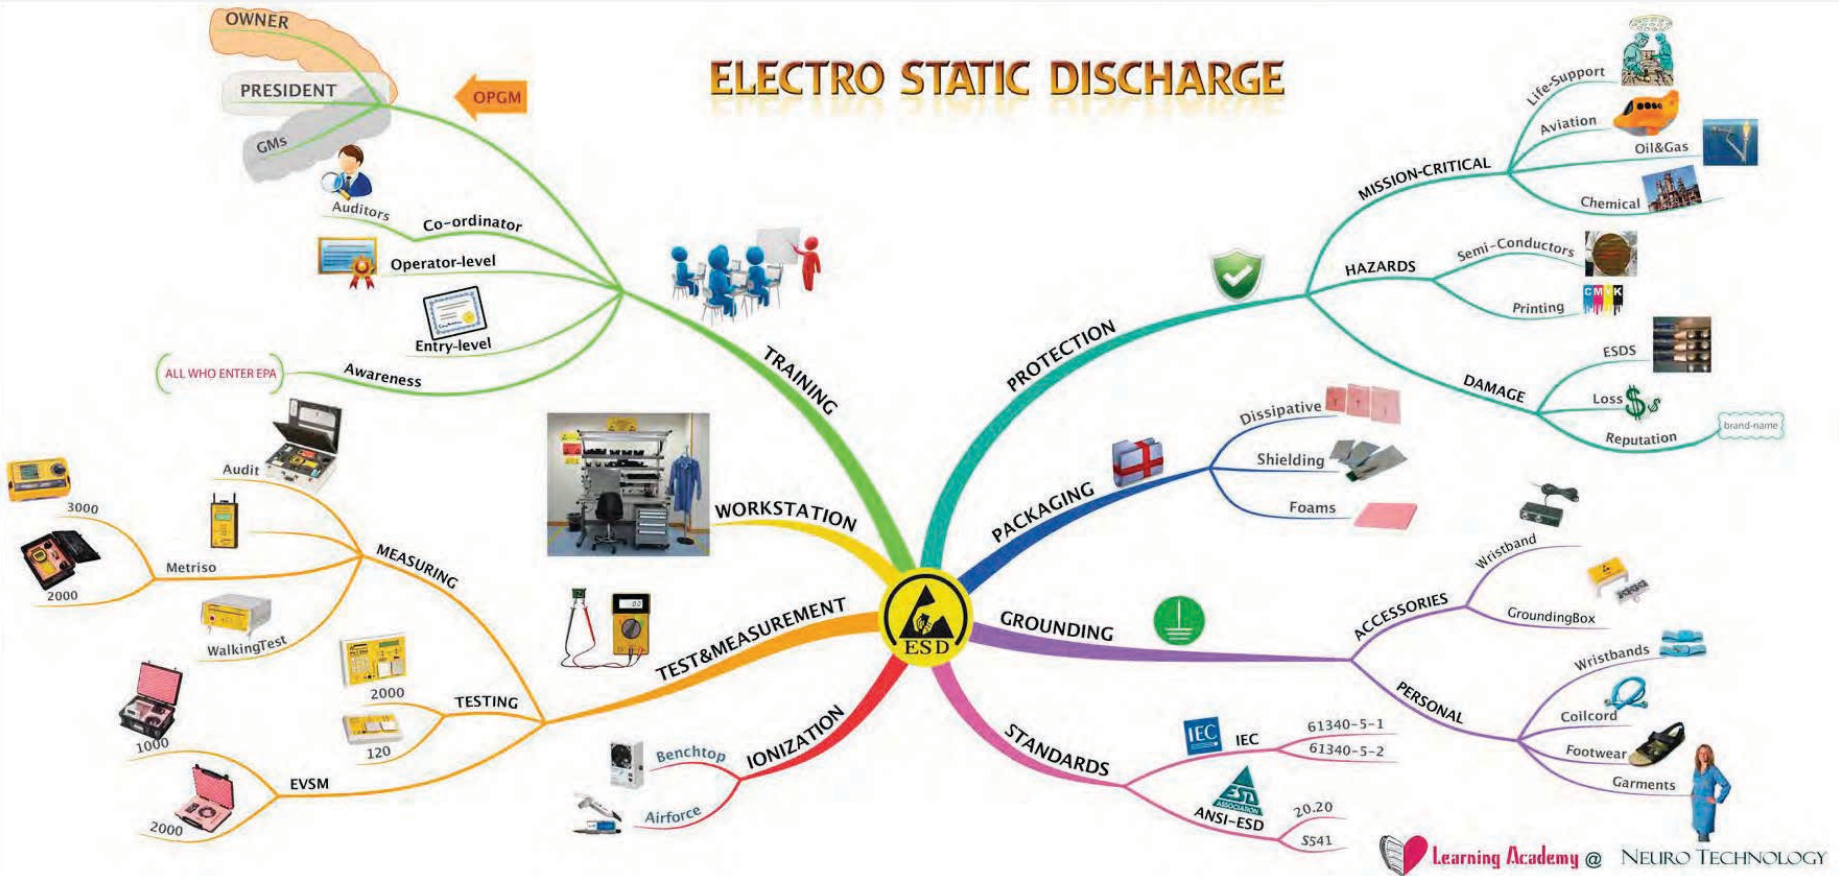 ELECTRO STATIC DISCHARGE
OWNER
PRESIDENT
GMs
OPGM
Auditors
Co-ordinator
Operator-level
Entry-level
Awareness
ALL WHO ENTER EPA
TRAINING
WORKSTATION
Audit
3000
Metriso
2000
WalkingTest
MEASURING
TEST&MEASUREMENT
2000
TESTING
120
1000
EVSM
2000
IONIZATION
Benchtop
Airforce
ESD
PROTECTION
MISSION-CRITICAL
Life-Support
Aviation
Oil&Gas
Chemical
HAZARDS
Semi-Conductors
Printing
CMYK
DAMAGE
ESDS
Loss
$$
Reputation
brand-name
PACKAGING
Dissipative
Shielding
Foams
GROUNDING
ACCESSORIES
Wristband
GroundingBox
PERSONAL
Wristbands
Coilcord
Footwear
Garments
STANDARDS
IEC
IEC
61340-5-1
61340-5-2
ESD
ASSOCIATION
ANSI-ESD
20.20
S541
Learning Academy @ NEURO TECHNOLOGY